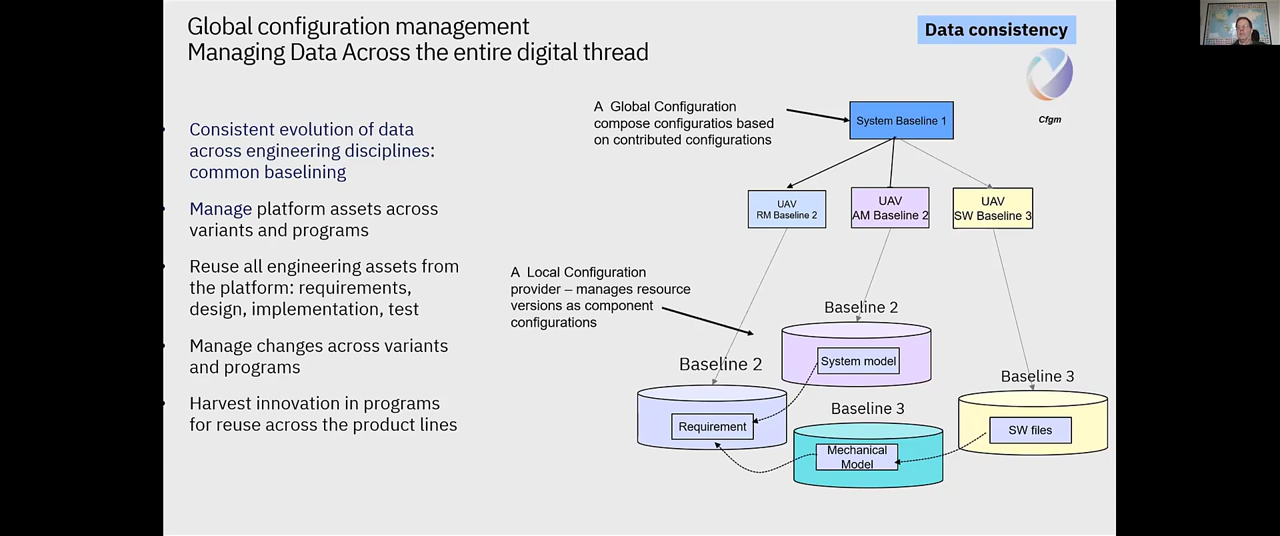 Global configuration management
Managing Data Across the entire digital thread
Data consistency
Cfgm
Consistent evolution of data
across engineering disciplines:
common baselining
Manage platform assets across
variants and programs
Reuse all engineering assets from
the platform: requirements,
design, implementation, test
Manage changes across variants
and programs
Harvest innovation in programs
for reuse across the product lines
A Global Configuration
compose configuratios based
on contributed configurations
System Baseline 1
UAV
RM Baseline 2
UAV
AM Baseline 2
UAV
SW Baseline 3
A Local Configuration
provider – manages resource
versions as component
configurations
Baseline 2
System model
Baseline 2
Requirement
Baseline 3
Mechanical
Model
Baseline 3
SW files